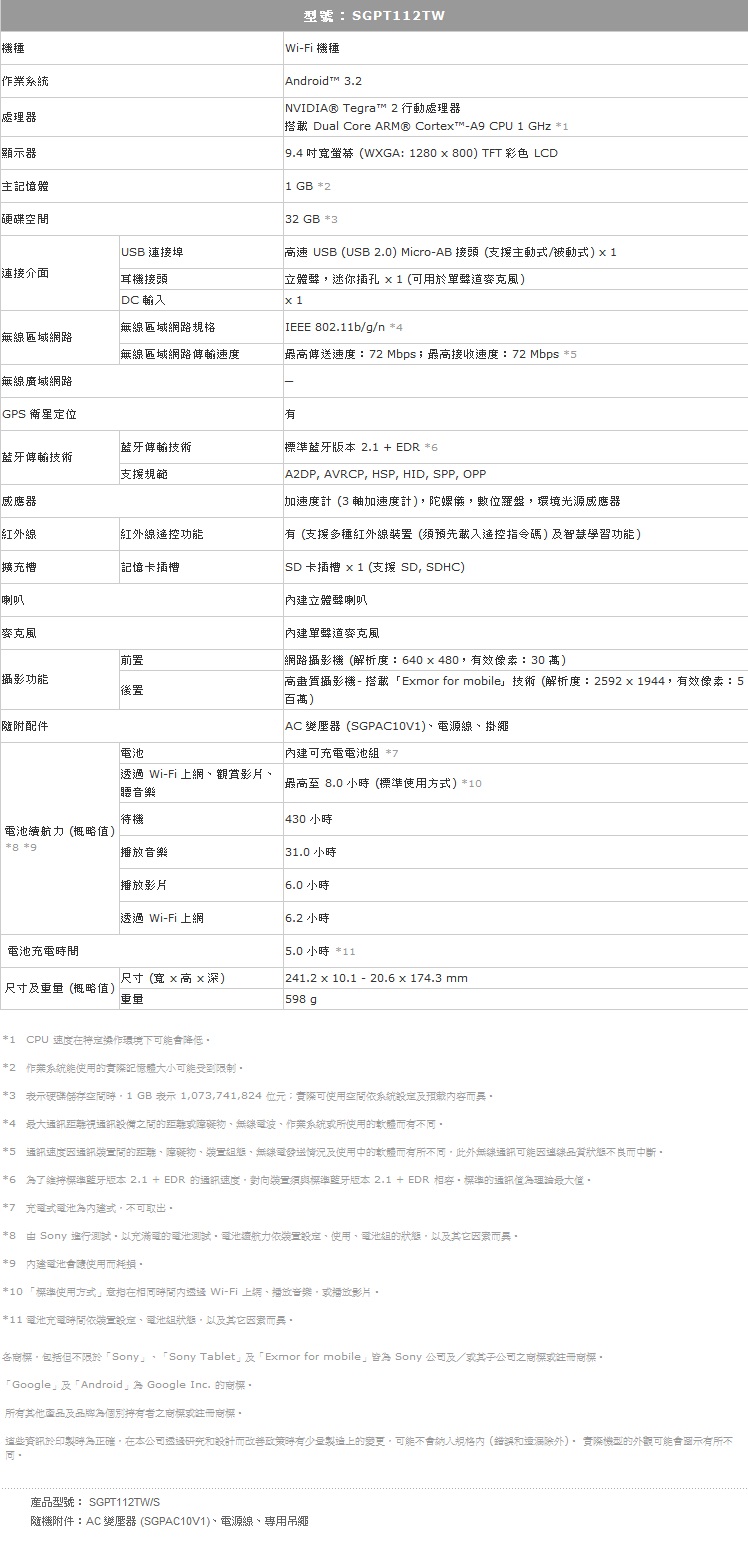 型號：SGPT112TW
機種 Wi-Fi 機種
作業系統 Android™ 3.2
處理器 NVIDIA® Tegra™ 2 行動處理器
搭載 Dual Core ARM® Cortex™-A9 CPU 1 GHz *1
顯示器 9.4 吋寬螢幕 (WXGA: 1280 x 800) TFT 彩色 LCD
主記憶體 1 GB *2
硬碟空間 32 GB *3
連接介面 USB 連接埠 高速 USB (USB 2.0) Micro-AB 接頭 (支援主動式/被動式) x 1
耳機接頭 立體聲，迷你插孔 x 1 (可用於單聲道麥克風)
DC 輸入 x 1
無線區域網路 無線區域網路規格 IEEE 802.11b/g/n *4
無線區域網路傳輸速度 最高傳送速度：72 Mbps；最高接收速度：72 Mbps *5
無線廣域網路 —
GPS 衛星定位 有
藍牙傳輸技術 藍牙傳輸技術 標準藍牙版本 2.1 + EDR *6
支援規範 A2DP, AVRCP, HSP, HID, SPP, OPP
感應器 加速度計 (3 軸加速度計)，陀螺儀，數位羅盤，環境光源感應器
紅外線 紅外線遙控功能 有 (支援多種紅外線裝置 (須預先載入遙控指令碼) 及智慧學習功能)
擴充槽 記憶卡插槽 SD 卡插槽 x 1 (支援 SD, SDHC)
喇叭 內建立體聲喇叭
麥克風 內建單聲道麥克風
攝影功能 前置 網路攝影機 (解析度：640 x 480，有效像素：30 萬)
後置 高畫質攝影機- 搭載「Exmor for mobile」技術 (解析度：2592 x 1944，有效像素：5
百萬)
隨附配件 AC 變壓器 (SGPAC10V1)、電源線、掛繩
電池續航力 (概略值)
*8 *9
電池 內建可充電電池組 *7
透過 Wi-Fi 上網、觀賞影片、
聽音樂 最高至 8.0 小時 (標準使用方式) *10
待機 430 小時
播放音樂 31.0 小時
播放影片 6.0 小時
透過 Wi-Fi 上網 6.2 小時
電池充電時間 5.0 小時 *11
尺寸及重量 (概略值) 尺寸 (寬 x 高 x 深) 241.2 x 10.1 - 20.6 x 174.3 mm
重量 598 g
*1 CPU 速度在特定操作環境下可能會降低。
*2 作業系統能使用的實際記憶體大小可能受到限制。
*3 表示硬碟儲存空間時，1 GB 表示 1,073,741,824 位元；實際可使用空間依系統設定及預載內容而異。
*4 最大通訊距離視通訊設備之間的距離或障礙物、無線電波、作業系統或所使用的軟體而有不同。
*5 通訊速度因通訊裝置間的距離、障礙物、裝置組態、無線電發送情況及使用中的軟體而有所不同，此外無線通訊可能因連線品質狀態不良而中斷。
*6 為了維持標準藍牙版本 2.1 + EDR 的通訊速度，對向裝置須與標準藍牙版本 2.1 + EDR 相容。標準的通訊值為理論最大值。
*7 充電式電池為內建式，不可取出。
*8 由 Sony 進行測試。以充滿電的電池測試。電池續航力依裝置設定、使用、電池組的狀態，以及其它因素而異。
*9 內建電池會隨使用而耗損。
*10 「標準使用方式」意指在相同時間內透過 Wi-Fi 上網、播放音樂，或播放影片。
*11 電池充電時間依裝置設定、電池組狀態，以及其它因素而異。
各商標，包括但不限於「Sony」、「Sony Tablet」及「Exmor for mobile」皆為 Sony 公司及／或其子公司之商標或註冊商標。
「Google」及「Android」為 Google Inc. 的商標。
所有其他產品及品牌為個別持有者之商標或註冊商標。
這些資訊於印製時為正確，在本公司透過研究和設計而改善政策時有少量製造上的變更，可能不會納入規格內 (錯誤和遺漏除外)。 實際機型的外觀可能會圖示有所不
同。
產品型號： SGPT112TW/S
隨機附件：AC 變壓器 (SGPAC10V1)、電源線、專用吊繩